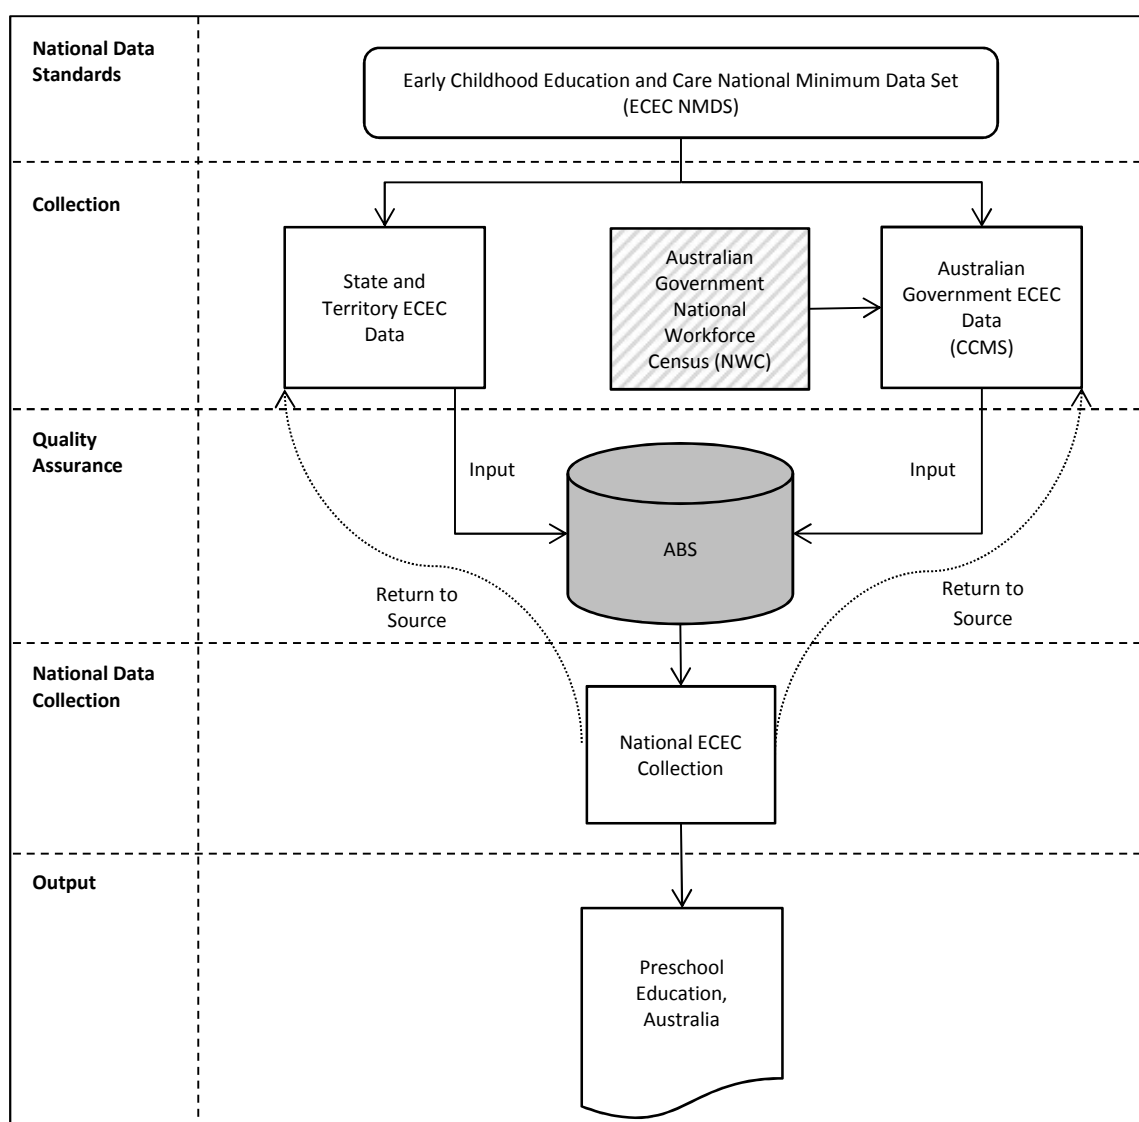 National Data
Standards
Early Childhood Education and Care National Minimum Data Set
(ECEC NMDS)
Collection
State and
Territory ECEC
Data
Australian
Government
National
Workforce
Census (NWC)
Australian
Government ECEC
Data
(CCMS)
Quality
Assurance
Input
Input
ABS
Return to
Source
Return to
Source
National Data
Collection
National ECEC
Collection
Output
Preschool
Education,
Australia